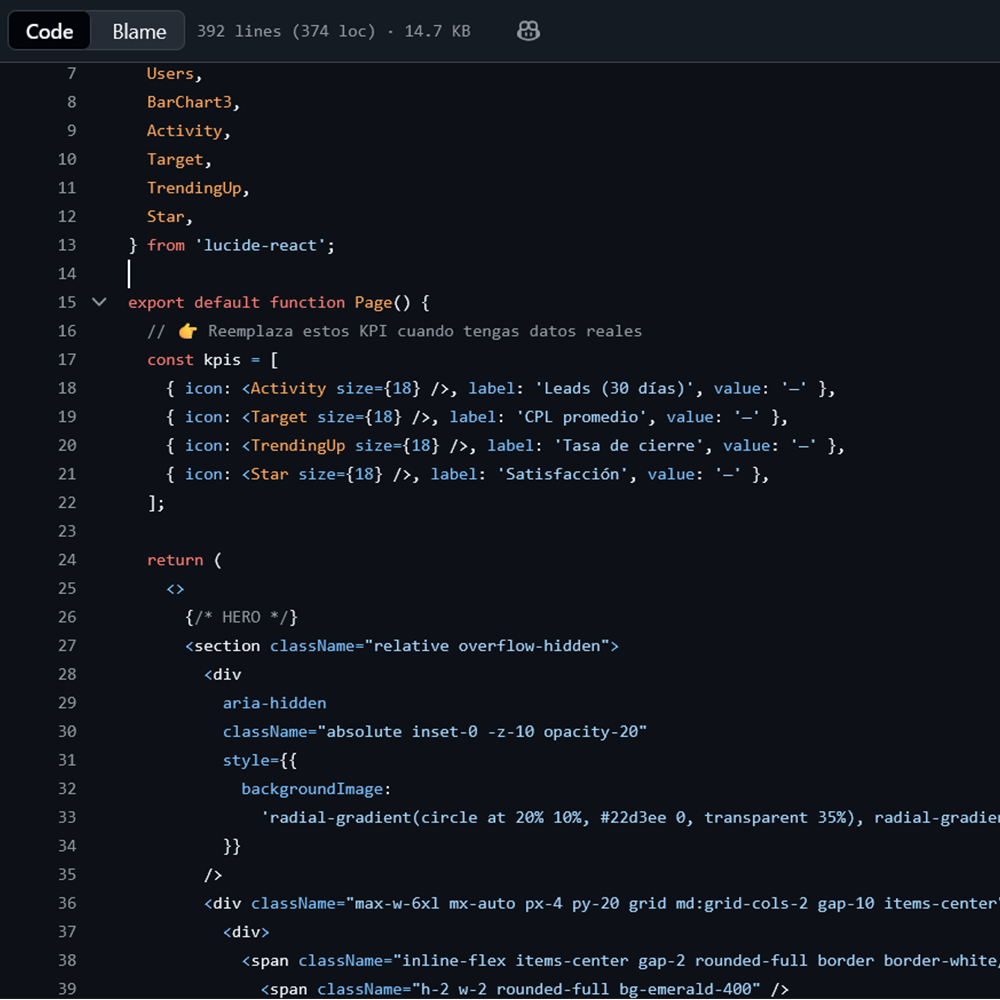 Code Blame 392 lines (374 loc) · 14.7 KB
7 Users,
8 BarChart3,
9 Activity,
10 Target,
11 TrendingUp,
12 Star,
13 } from 'lucide-react';
14
15 export default function Page() {
16 // 👉 Reemplaza estos KPI cuando tengas datos reales
17 const kpis = [
18 { icon: <Activity size={18} />, label: 'Leads (30 días)', value: '—' },
19 { icon: <Target size={18} />, label: 'CPL promedio', value: '—' },
20 { icon: <TrendingUp size={18} />, label: 'Tasa de cierre', value: '—' },
21 { icon: <Star size={18} />, label: 'Satisfacción', value: '—' },
22 ];
23
24 return (
25 <>
26 {/* HERO */}
27 <section className="relative overflow-hidden">
28 <div
29 aria-hidden
30 className="absolute inset-0 -z-10 opacity-20"
31 style={{
32 backgroundImage:
33 'radial-gradient(circle at 20% 10%, #22d3ee 0, transparent 35%), radial-gradie
34 }}
35 />
36 <div className="max-w-6xl mx-auto px-4 py-20 grid md:grid-cols-2 gap-10 items-center"
37 <div>
38 <span className="inline-flex items-center gap-2 rounded-full border border-white/
39 <span className="h-2 w-2 rounded-full bg-emerald-400" />